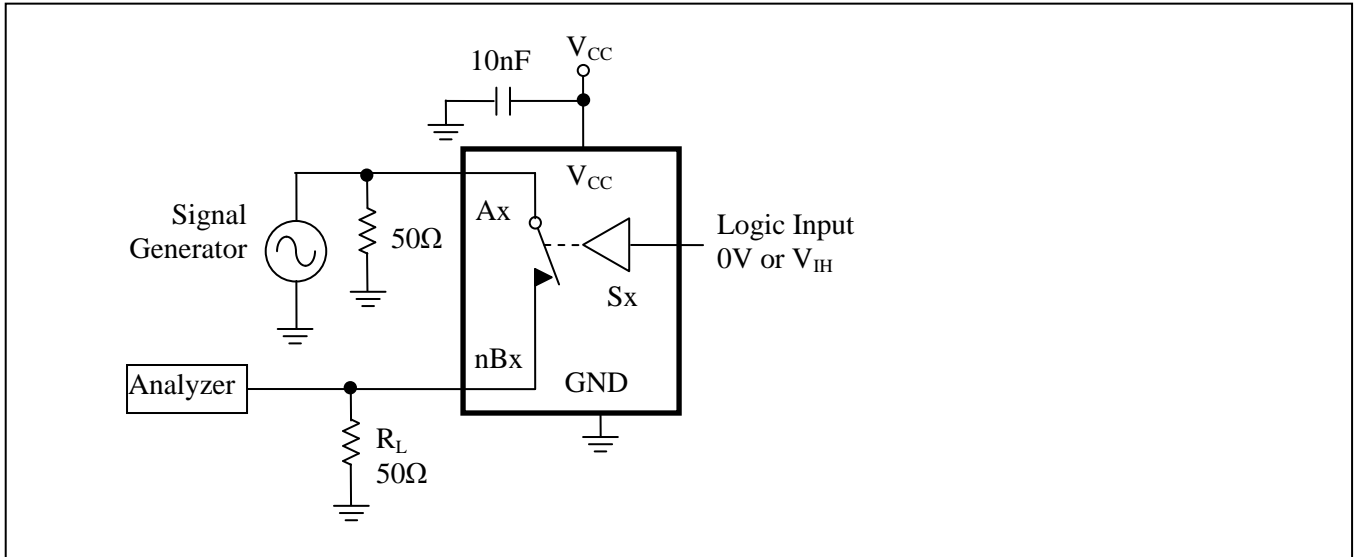 V_CC
10nF
V_CC
Ax
Signal
Generator
50Ω
Logic Input
0V or V_IH
Sx
nBx
GND
Analyzer
R_L
50Ω